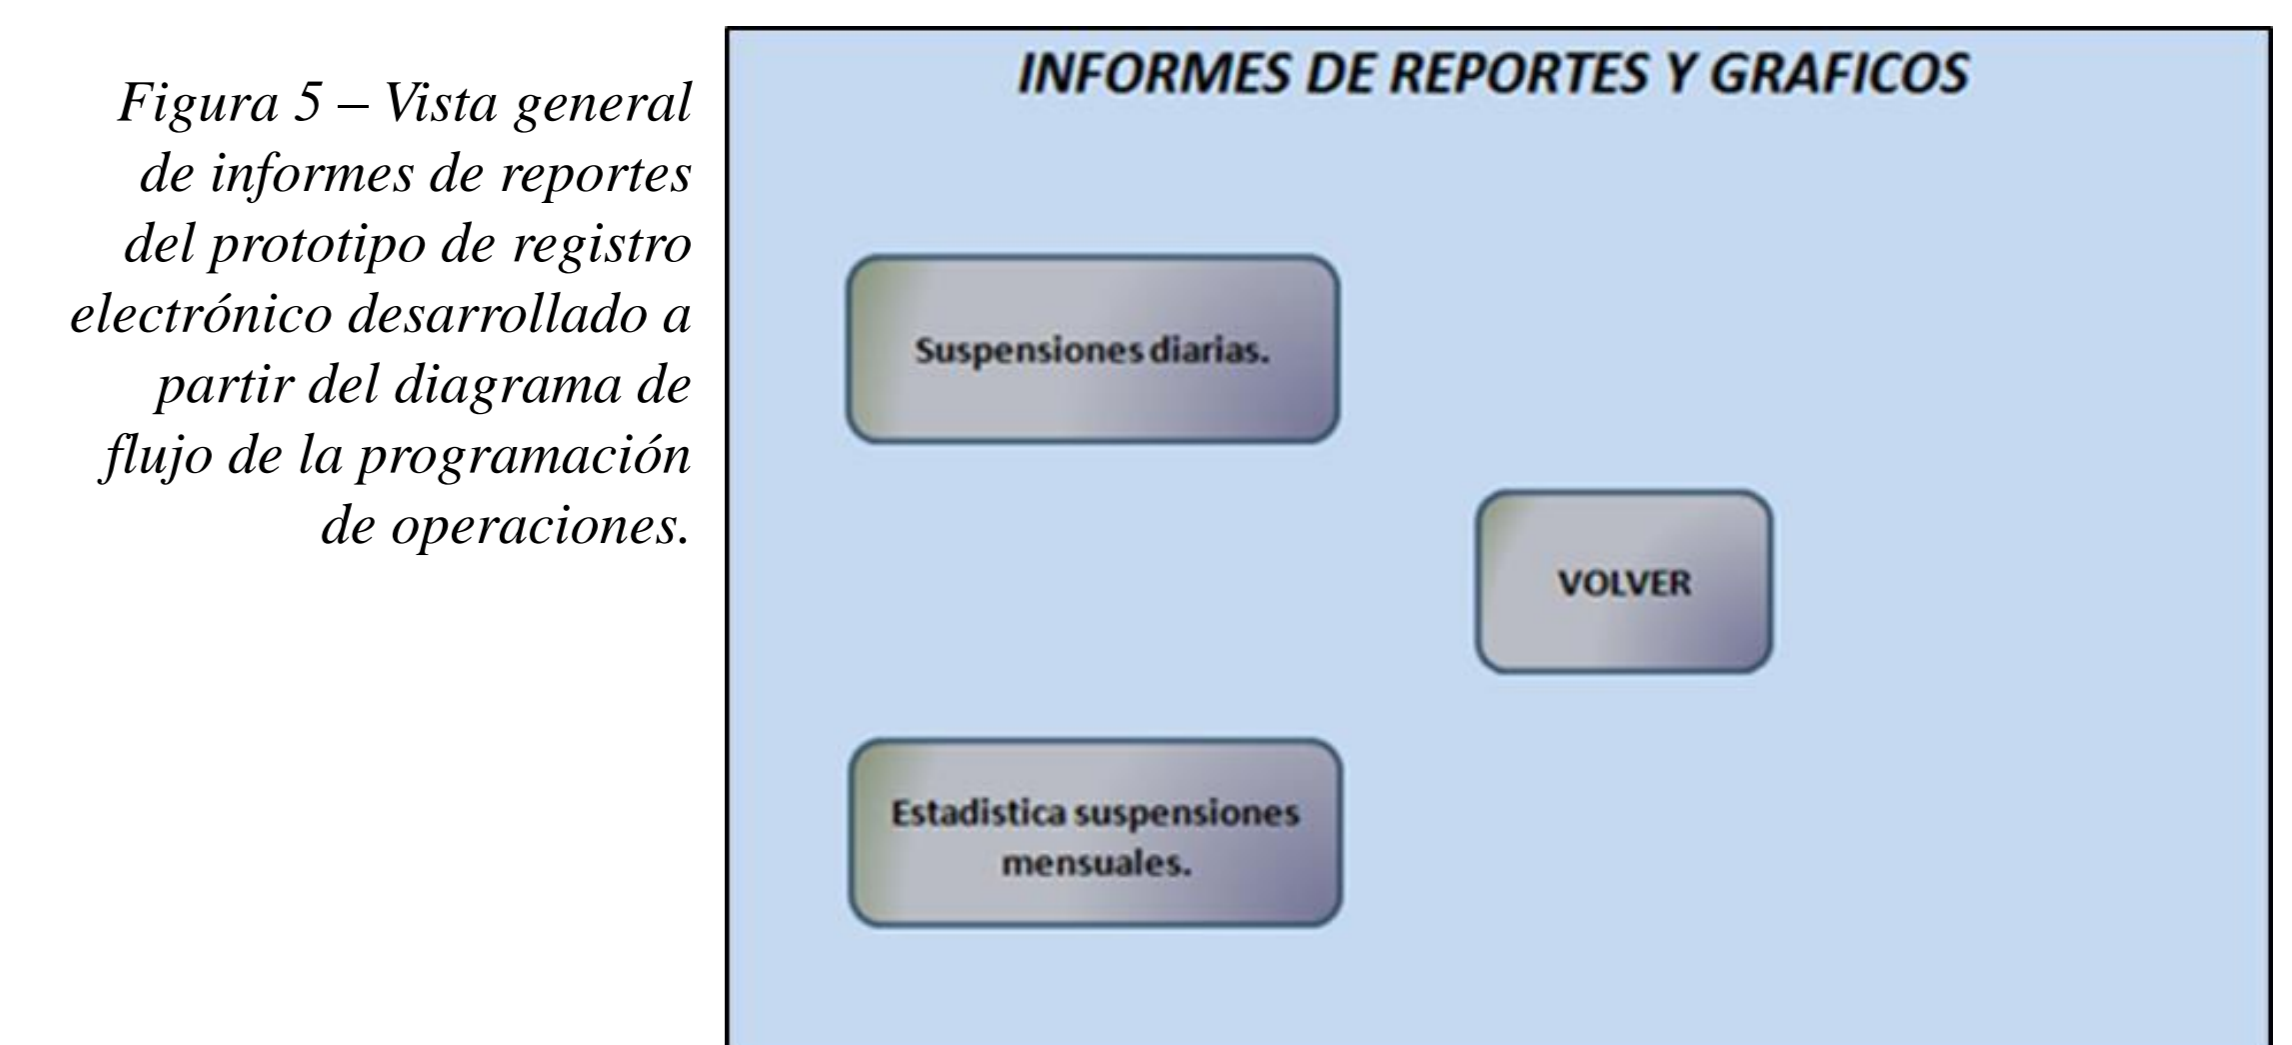 Figura 5 – Vista general
de informes de reportes
del prototipo de registro
electrónico desarrollado a
partir del diagrama de
flujo de la programación
de operaciones.
INFORMES DE REPORTES Y GRAFICOS
Suspensiones diarias.
VOLVER
Estadistica suspensiones
mensuales.